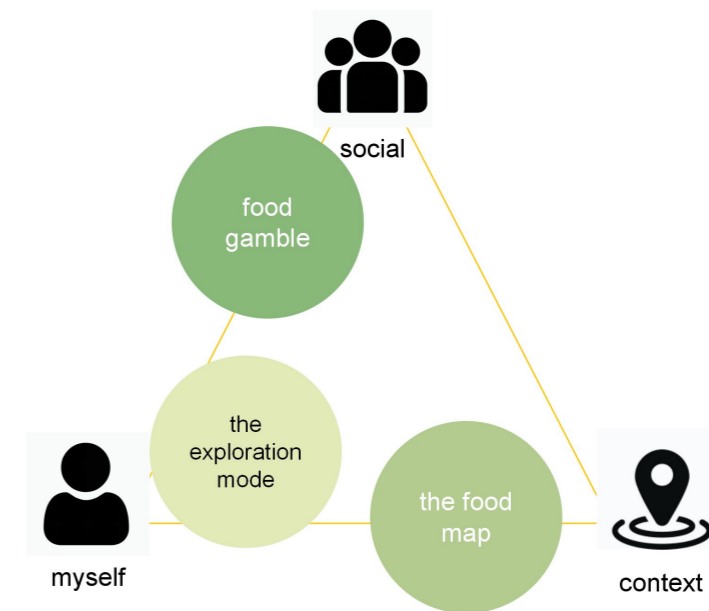 social
food
gamble
the
exploration
mode
the food
map
myself
context